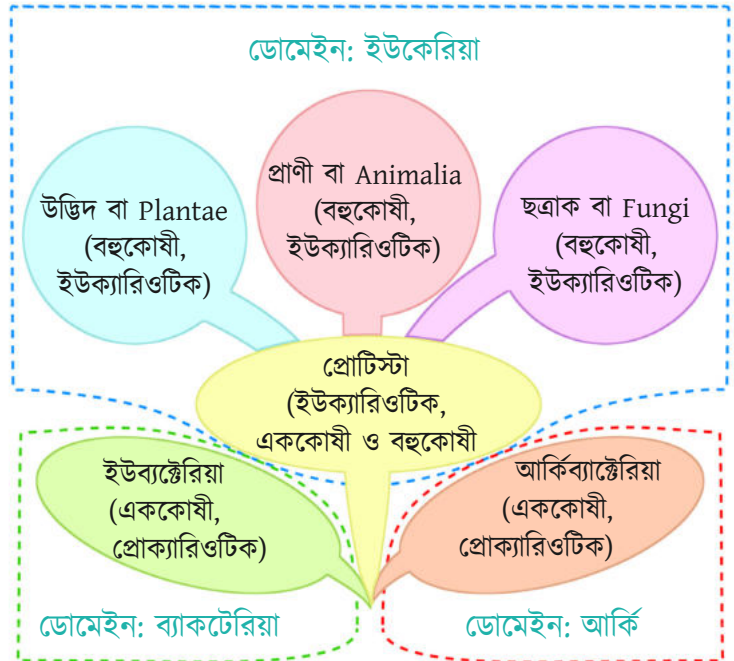 ডোমেইন: ইউকেরিয়া
উদ্ভিদ বা Plantae
(বহুকোষী,
ইউক্যারিওটিক)
প্রাণী বা Animalia
(বহুকোষী,
ইউক্যারিওটিক)
ছত্রাক বা Fungi
(বহুকোষী,
ইউক্যারিওটিক)
প্রোটিস্টা
(ইউক্যারিওটিক,
এককোষী ও বহুকোষী
ইউব্যক্টেরিয়া
(এককোষী,
প্রোক্যারিওটিক)
আর্কিব্যাক্টেরিয়া
(এককোষী,
প্রোক্যারিওটিক)
ডোমেইন: ব্যাকটেরিয়া
ডোমেইন: আর্কি